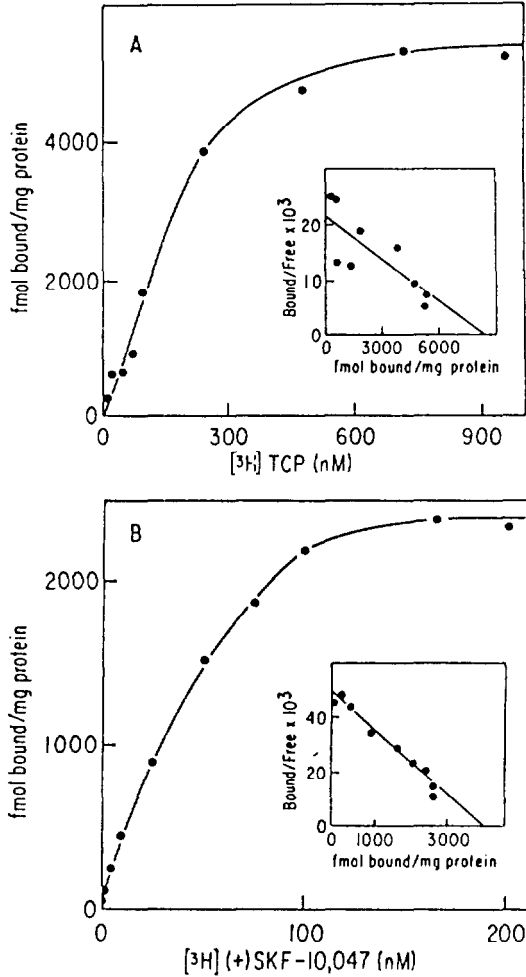 A
fmol bound/mg protein
4000
2000
0
0
300
600
900
[³H] TCP (nM)
Bound/Free x 10³
20
10
0
0
3000
6000
fmol bound/mg protein
B
fmol bound/mg protein
2000
1000
0
0
100
200
[³H] (+)SKF-10,047 (nM)
Bound/Free x 10³
40
20
0
0
1000
3000
fmol bound/mg protein